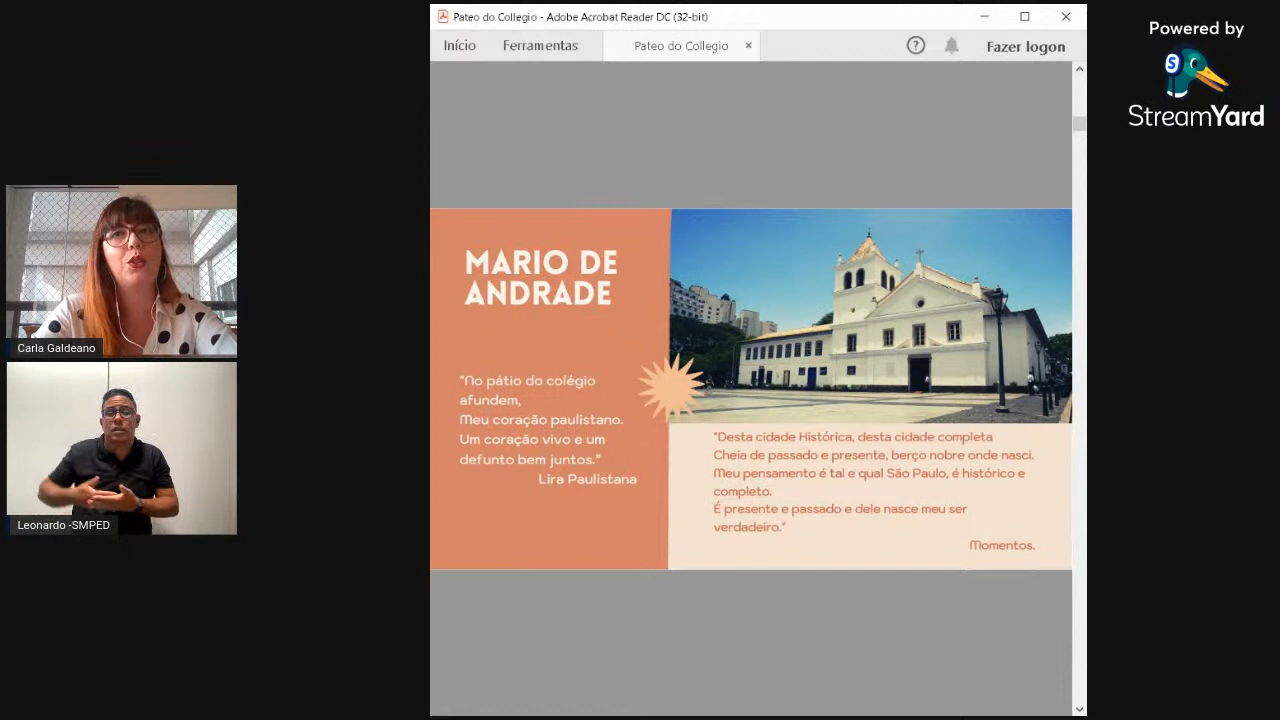 Pateo do Collegio - Adobe Acrobat Reader DC (32-bit)
Início
Ferramentas
Pateo do Collegio
Fazer logon
Powered by
S
StreamYard
Carla Galdeano
Leonardo -SMPED
MARIO DE
ANDRADE
"No pátio do colégio
afundem,
Meu coração paulistano.
Um coração vivo e um
defunto bem juntos."
Lira Paulistana
"Desta cidade Histórica, desta cidade completa
Cheia de passado e presente, berço nobre onde nasci.
Meu pensamento é tal e qual São Paulo, é histórico e
completo.
É presente e passado e dele nasce meu ser
verdadeiro."
Momentos.